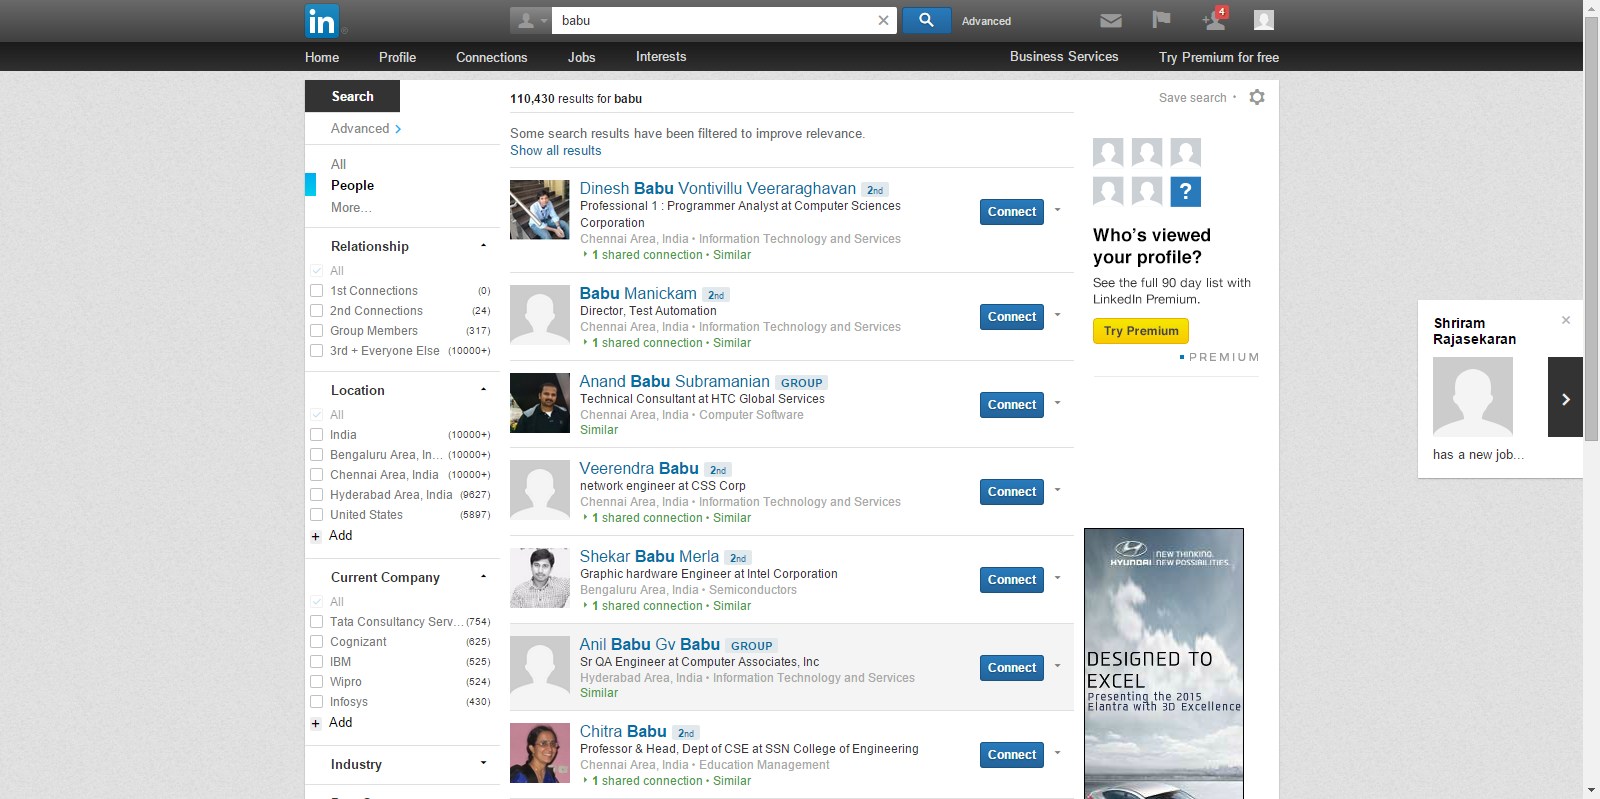 in
babu
Advanced
4
Home
Profile
Connections
Jobs
Interests
Business Services
Try Premium for free
Search
Advanced
All
People
More...
Relationship
All
1st Connections (0)
2nd Connections (24)
Group Members (317)
3rd + Everyone Else (10000+)
Location
All
India (10000+)
Bengaluru Area, In... (10000+)
Chennai Area, India (10000+)
Hyderabad Area, India (9627)
United States (5897)
+ Add
Current Company
All
Tata Consultancy Serv... (754)
Cognizant (625)
IBM (525)
Wipro (524)
Infosys (430)
+ Add
Industry
110,430 results for babu
Save search
Some search results have been filtered to improve relevance.
Show all results
Dinesh Babu Vontivillu Veeraraghavan 2nd
Professional 1 : Programmer Analyst at Computer Sciences
Corporation
Chennai Area, India • Information Technology and Services
1 shared connection • Similar
Connect
Babu Manickam 2nd
Director, Test Automation
Chennai Area, India • Information Technology and Services
1 shared connection • Similar
Connect
Anand Babu Subramanian GROUP
Technical Consultant at HTC Global Services
Chennai Area, India • Computer Software
Similar
Connect
Veerendra Babu 2nd
network engineer at CSS Corp
Chennai Area, India • Information Technology and Services
1 shared connection • Similar
Connect
Shekar Babu Merla 2nd
Graphic hardware Engineer at Intel Corporation
Bengaluru Area, India • Semiconductors
1 shared connection • Similar
Connect
Anil Babu Gv Babu GROUP
Sr QA Engineer at Computer Associates, Inc
Hyderabad Area, India • Information Technology and Services
Similar
Connect
Chitra Babu 2nd
Professor & Head, Dept of CSE at SSN College of Engineering
Chennai Area, India • Education Management
1 shared connection • Similar
Connect
?
Who's viewed
your profile?
See the full 90 day list with
LinkedIn Premium.
Try Premium
PREMIUM
HYUNDAI
NEW THINKING.
NEW POSSIBILITIES.
DESIGNED TO
EXCEL
Presenting the 2015
Elantra with 3D Excellence
Shriram
Rajasekaran
has a new job...